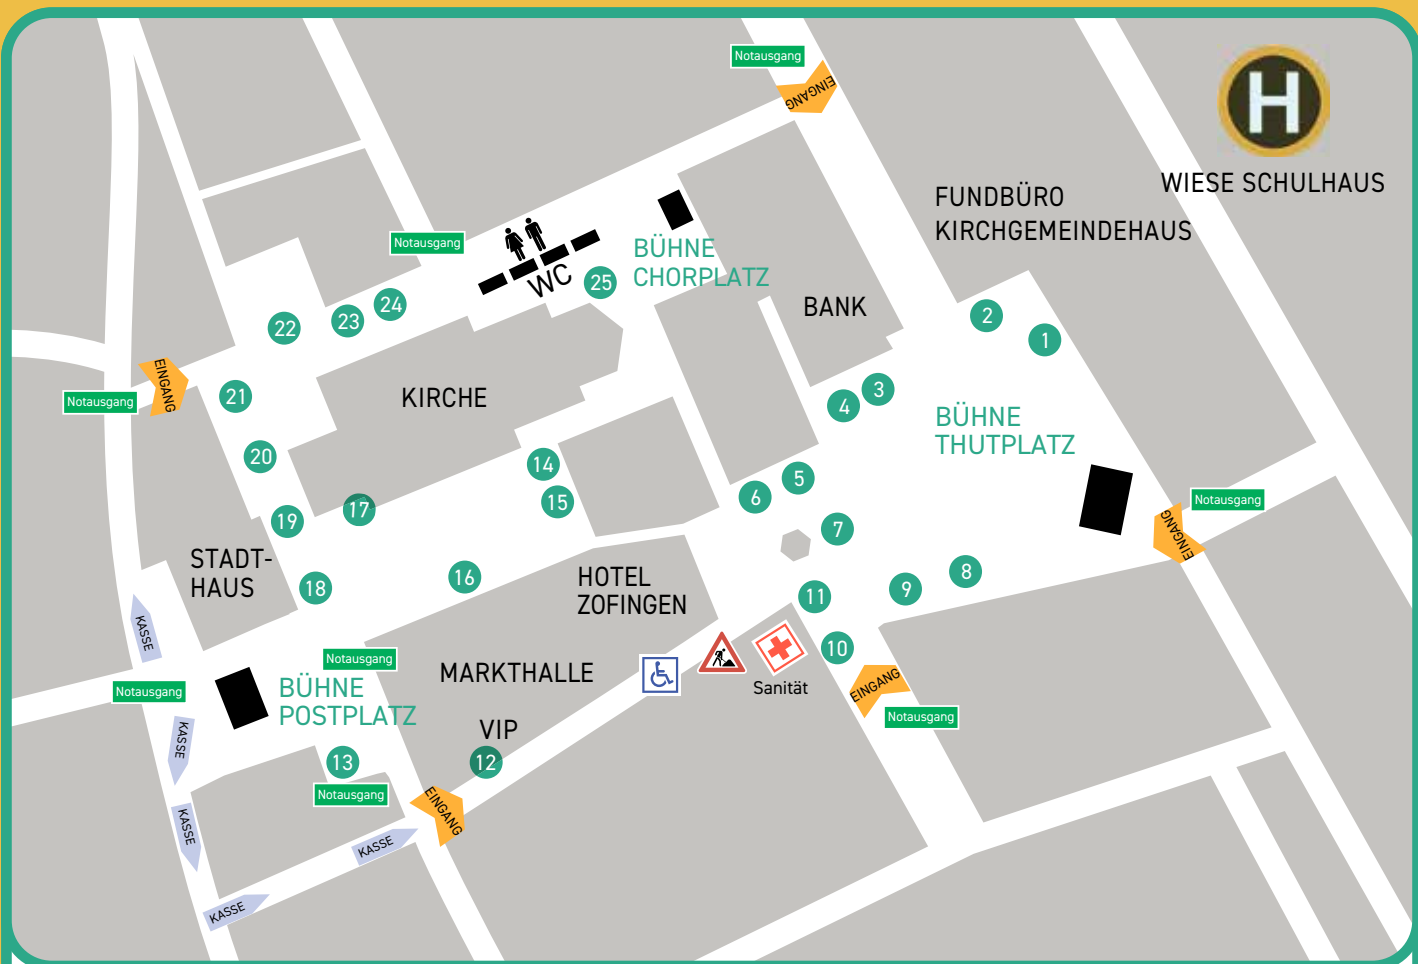 Notausgang
EINGANG
H
WIESE SCHULHAUS
FUNDBÜRO
KIRCHGEMEINDEHAUS
Notausgang
WC
25
BÜHNE
CHORPLATZ
24
23
22
BANK
2
1
EINGANG
Notausgang
21
KIRCHE
3
4
BÜHNE
THUTPLATZ
20
14
15
5
6
7
Notausgang
EINGANG
17
19
STADT-
HAUS
18
16
HOTEL
ZOFINGEN
8
9
11
10
KASSE
Notausgang
Notausgang
BÜHNE
POSTPLATZ
MARKTHALLE
VIP
12
Sanität
EINGANG
Notausgang
KASSE
13
Notausgang
EINGANG
KASSE
KASSE
KASSE